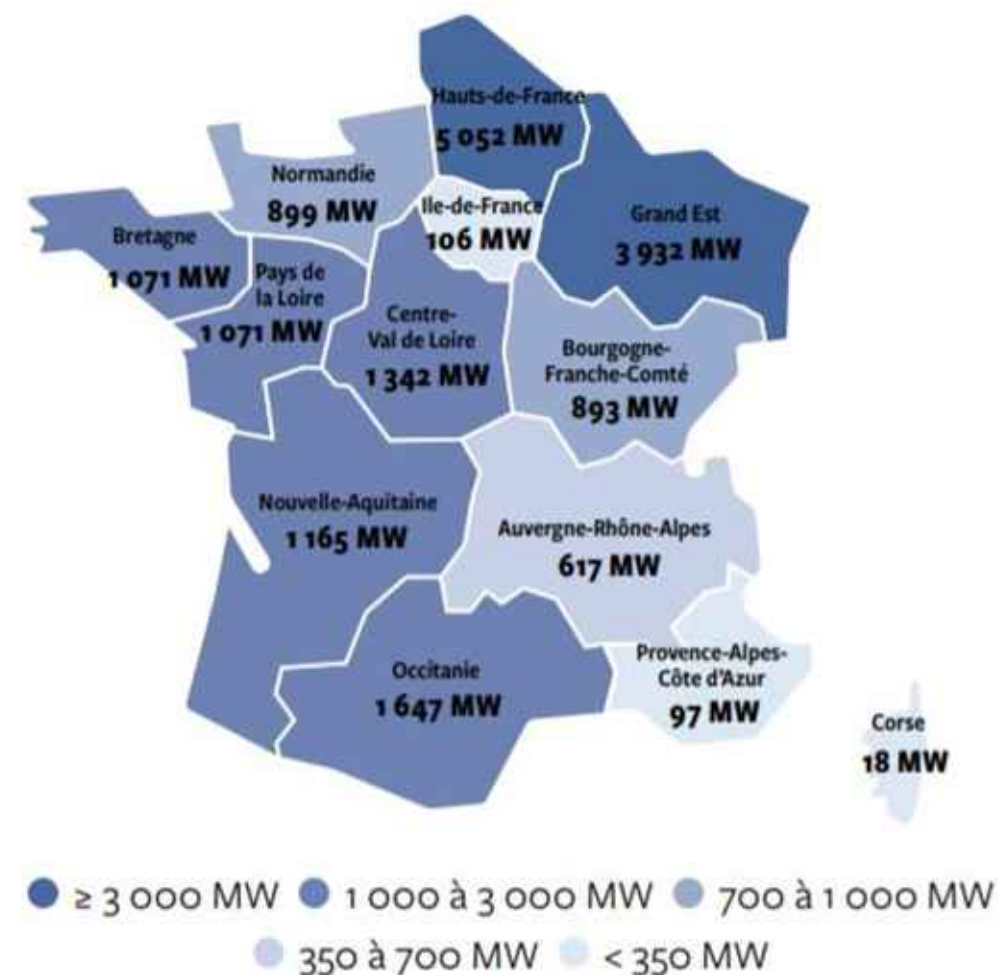 Hauts-de-France
5 052 MW
Normandie
899 MW
Ile-de-France
106 MW
Grand Est
3 932 MW
Bretagne
1 071 MW
Pays de
la Loire
1 071 MW
Centre-
Val de Loire
1 342 MW
Bourgogne-
Franche-Comté
893 MW
Nouvelle-Aquitaine
1 165 MW
Auvergne-Rhône-Alpes
617 MW
Occitanie
1 647 MW
Provence-Alpes-
Côte d'Azur
97 MW
Corse
18 MW
≥ 3 000 MW 1 000 à 3 000 MW 700 à 1 000 MW
350 à 700 MW < 350 MW